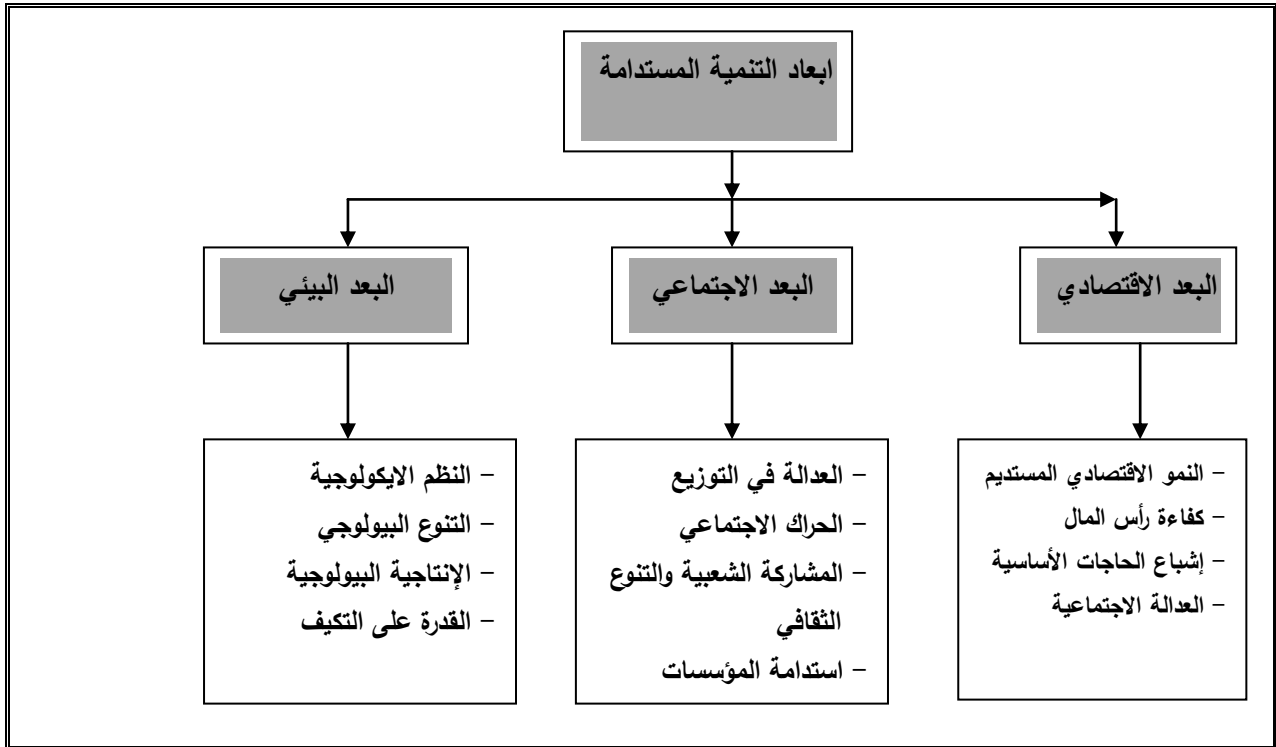 ابعاد التنمية المستدامة
البعد الاقتصادي
البعد الاجتماعي
البعد البيئي
- النمو الاقتصادي المستديم
- كفاءة رأس المال
- إشباع الحاجات الأساسية
- العدالة الاجتماعية
- العدالة في التوزيع
- الحراك الاجتماعي
- المشاركة الشعبية والتنوع
الثقافي
- استدامة المؤسسات
- النظم الايكولوجية
- التنوع البيولوجي
- الإنتاجية البيولوجية
- القدرة على التكيف